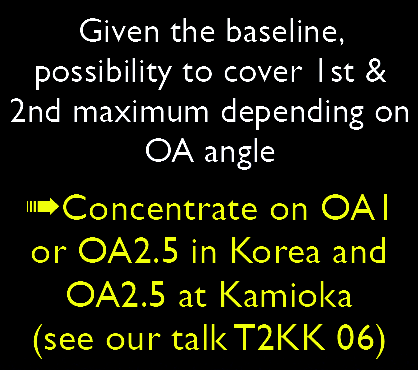 Given the baseline,
possibility to cover 1st &
2nd maximum depending on
OA angle
➠Concentrate on OA1
or OA2.5 in Korea and
OA2.5 at Kamioka
(see our talk T2KK 06)